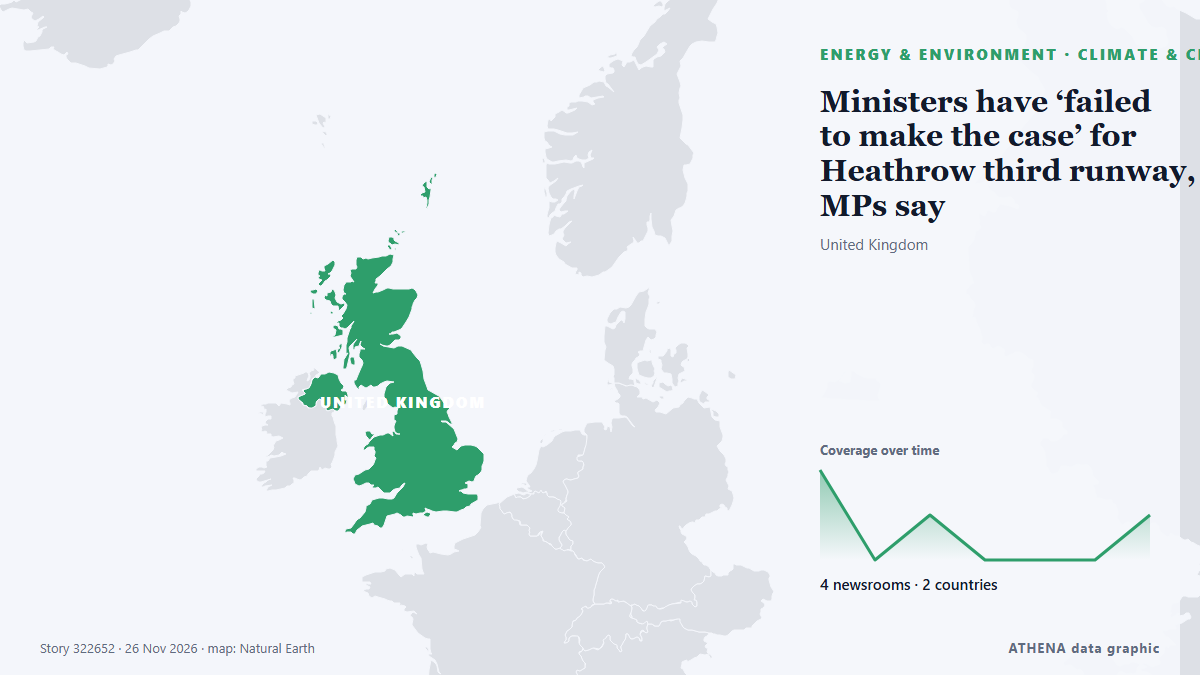 ENERGY & ENVIRONMENT · CLIMATE &
Ministers have ‘failed
to make the case’ for
Heathrow third runway,
MPs say
United Kingdom
UNITED KINGDOM
Coverage over time
4 newsrooms · 2 countries
Story 322652 · 26 Nov 2026 · map: Natural Earth
ATHENA data graphic